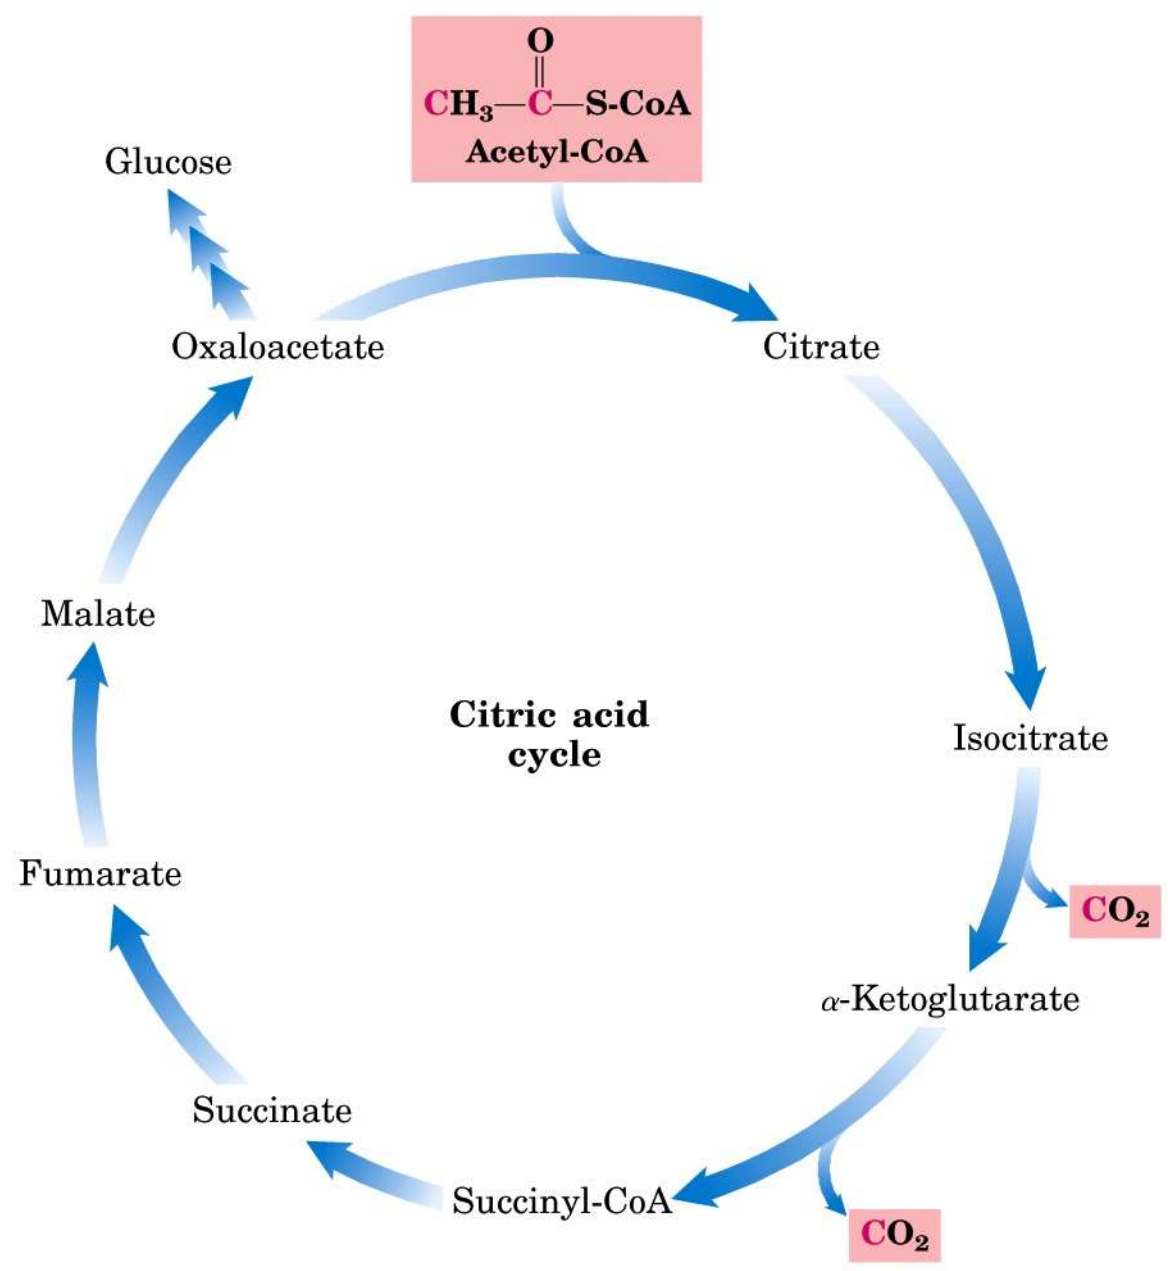 O
CH₃—C—S-CoA
Acetyl-CoA
Glucose
Oxaloacetate
Citrate
Malate
Citric acid
cycle
Isocitrate
Fumarate
CO₂
α-Ketoglutarate
Succinate
Succinyl-CoA
CO₂